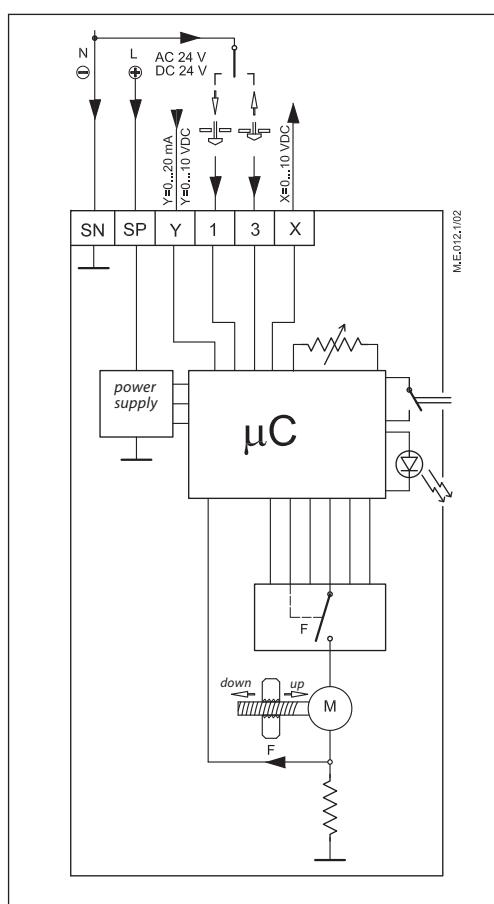 N L AC 24 V
DC 24 V
Y=0...20 mA
Y=0...10 VDC
X=0...10 VDC
SN SP Y 1 3 X
M.E.012.1/02
power
supply
µC
F
down up
M
F